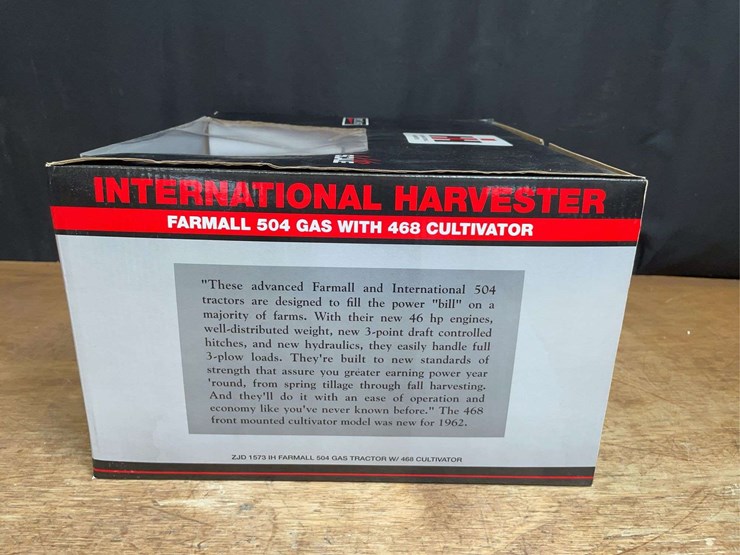 INTERNATIONAL HARVESTER
FARMALL 504 GAS WITH 468 CULTIVATOR
"These advanced Farmall and International 504
tractors are designed to fill the power "bill" on a
majority of farms. With their new 46 hp engines,
well-distributed weight, new 3-point draft controlled
hitches, and new hydraulics, they easily handle full
3-plow loads. They're built to new standards of
strength that assure you greater earning power year
'round, from spring tillage through fall harvesting.
And they'll do it with an ease of operation and
economy like you've never known before." The 468
front mounted cultivator model was new for 1962.
ZJD 1573 IH FARMALL 504 GAS TRACTOR W/ 468 CULTIVATOR